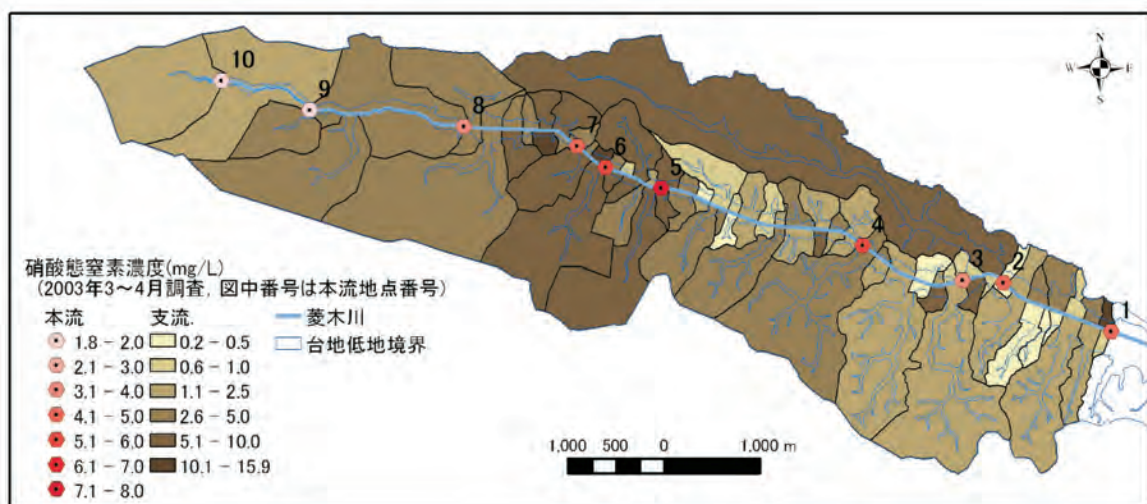 N
W E
S
10
9
8
7
6
5
4
3
2
1
硝酸態窒素濃度(mg/L)
(2003年3〜4月調査, 図中番号は本流地点番号)
本流 支流. 菱木川
1.8 − 2.0 0.2 − 0.5 台地低地境界
2.1 − 3.0 0.6 − 1.0
3.1 − 4.0 1.1 − 2.5
4.1 − 5.0 2.6 − 5.0
5.1 − 6.0 5.1 − 10.0
6.1 − 7.0 10.1 − 15.9
7.1 − 8.0
1,000 500 0 1,000 m